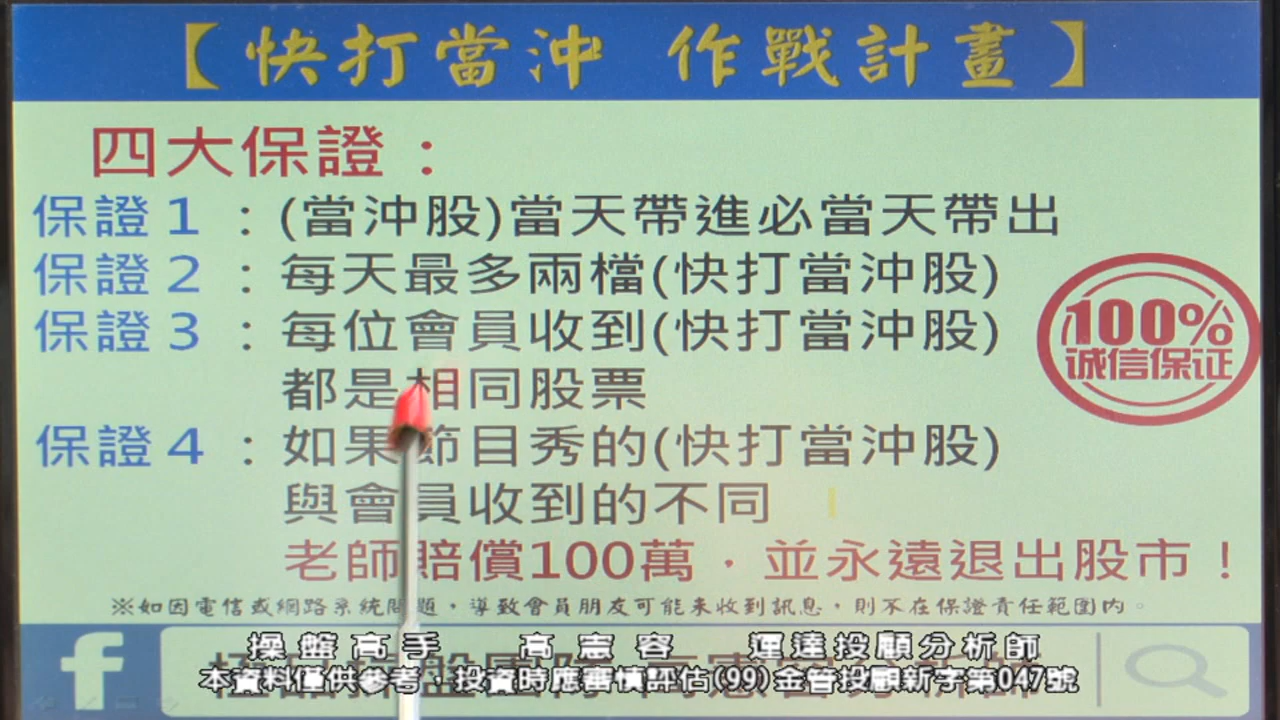 【快打當沖 作戰計畫】
四大保證：
保證1：(當沖股)當天帶進必當天帶出
保證2：每天最多兩檔(快打當沖股)
保證3：每位會員收到(快打當沖股)
都是相同股票
100%
诚信保证
保證4：如果節目秀的(快打當沖股)
與會員收到的不同
老師賠償100萬，並永遠退出股市！
※如因電信或網路系統問題，導致會員朋友可能未收到訊息，則不在保證責任範圍內。
f
操盤高手 高憲容 運達投顧分析師
本資料僅供參考，投資時應審慎評估(99)金管投顧新字第047號